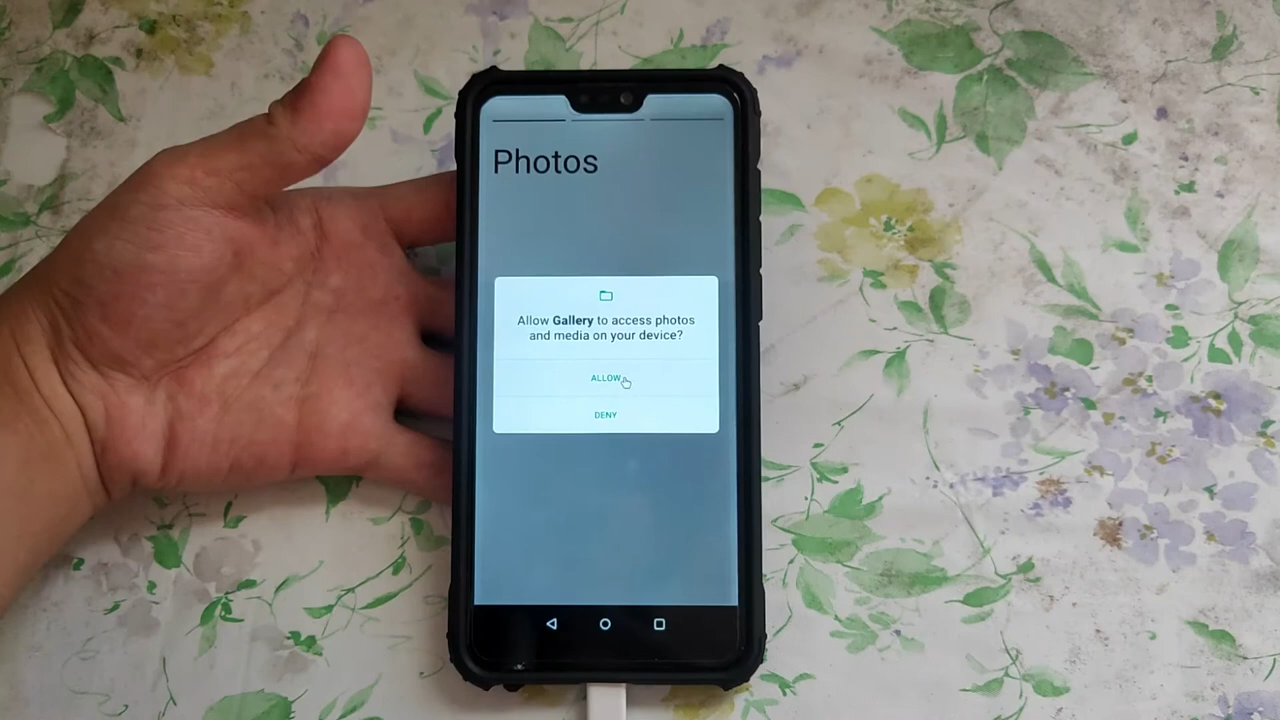 Photos
Allow Gallery to access photos
and media on your device?
ALLOW
DENY